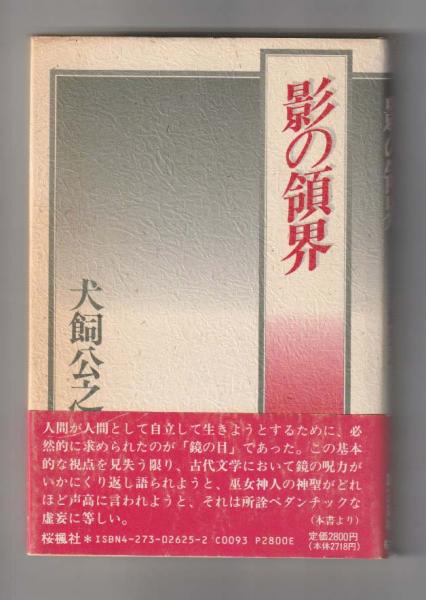 影の領界
犬飼公之
人間が人間として自立して生きようとするために、必
然的に求められたのが「鏡の目」であった。この基本
的な視点を見失う限り、古代文学において鏡の呪力が
いかにくり返し語られようと、巫女神人の神聖がどれ
ほど声高に言われようと、それは所詮ペダンチックな
虚妄に等しい。
（本書より）
桜楓社＊ISBN4-273-02625-2 C0093 P2800E
定価2800円
（本体2718円）